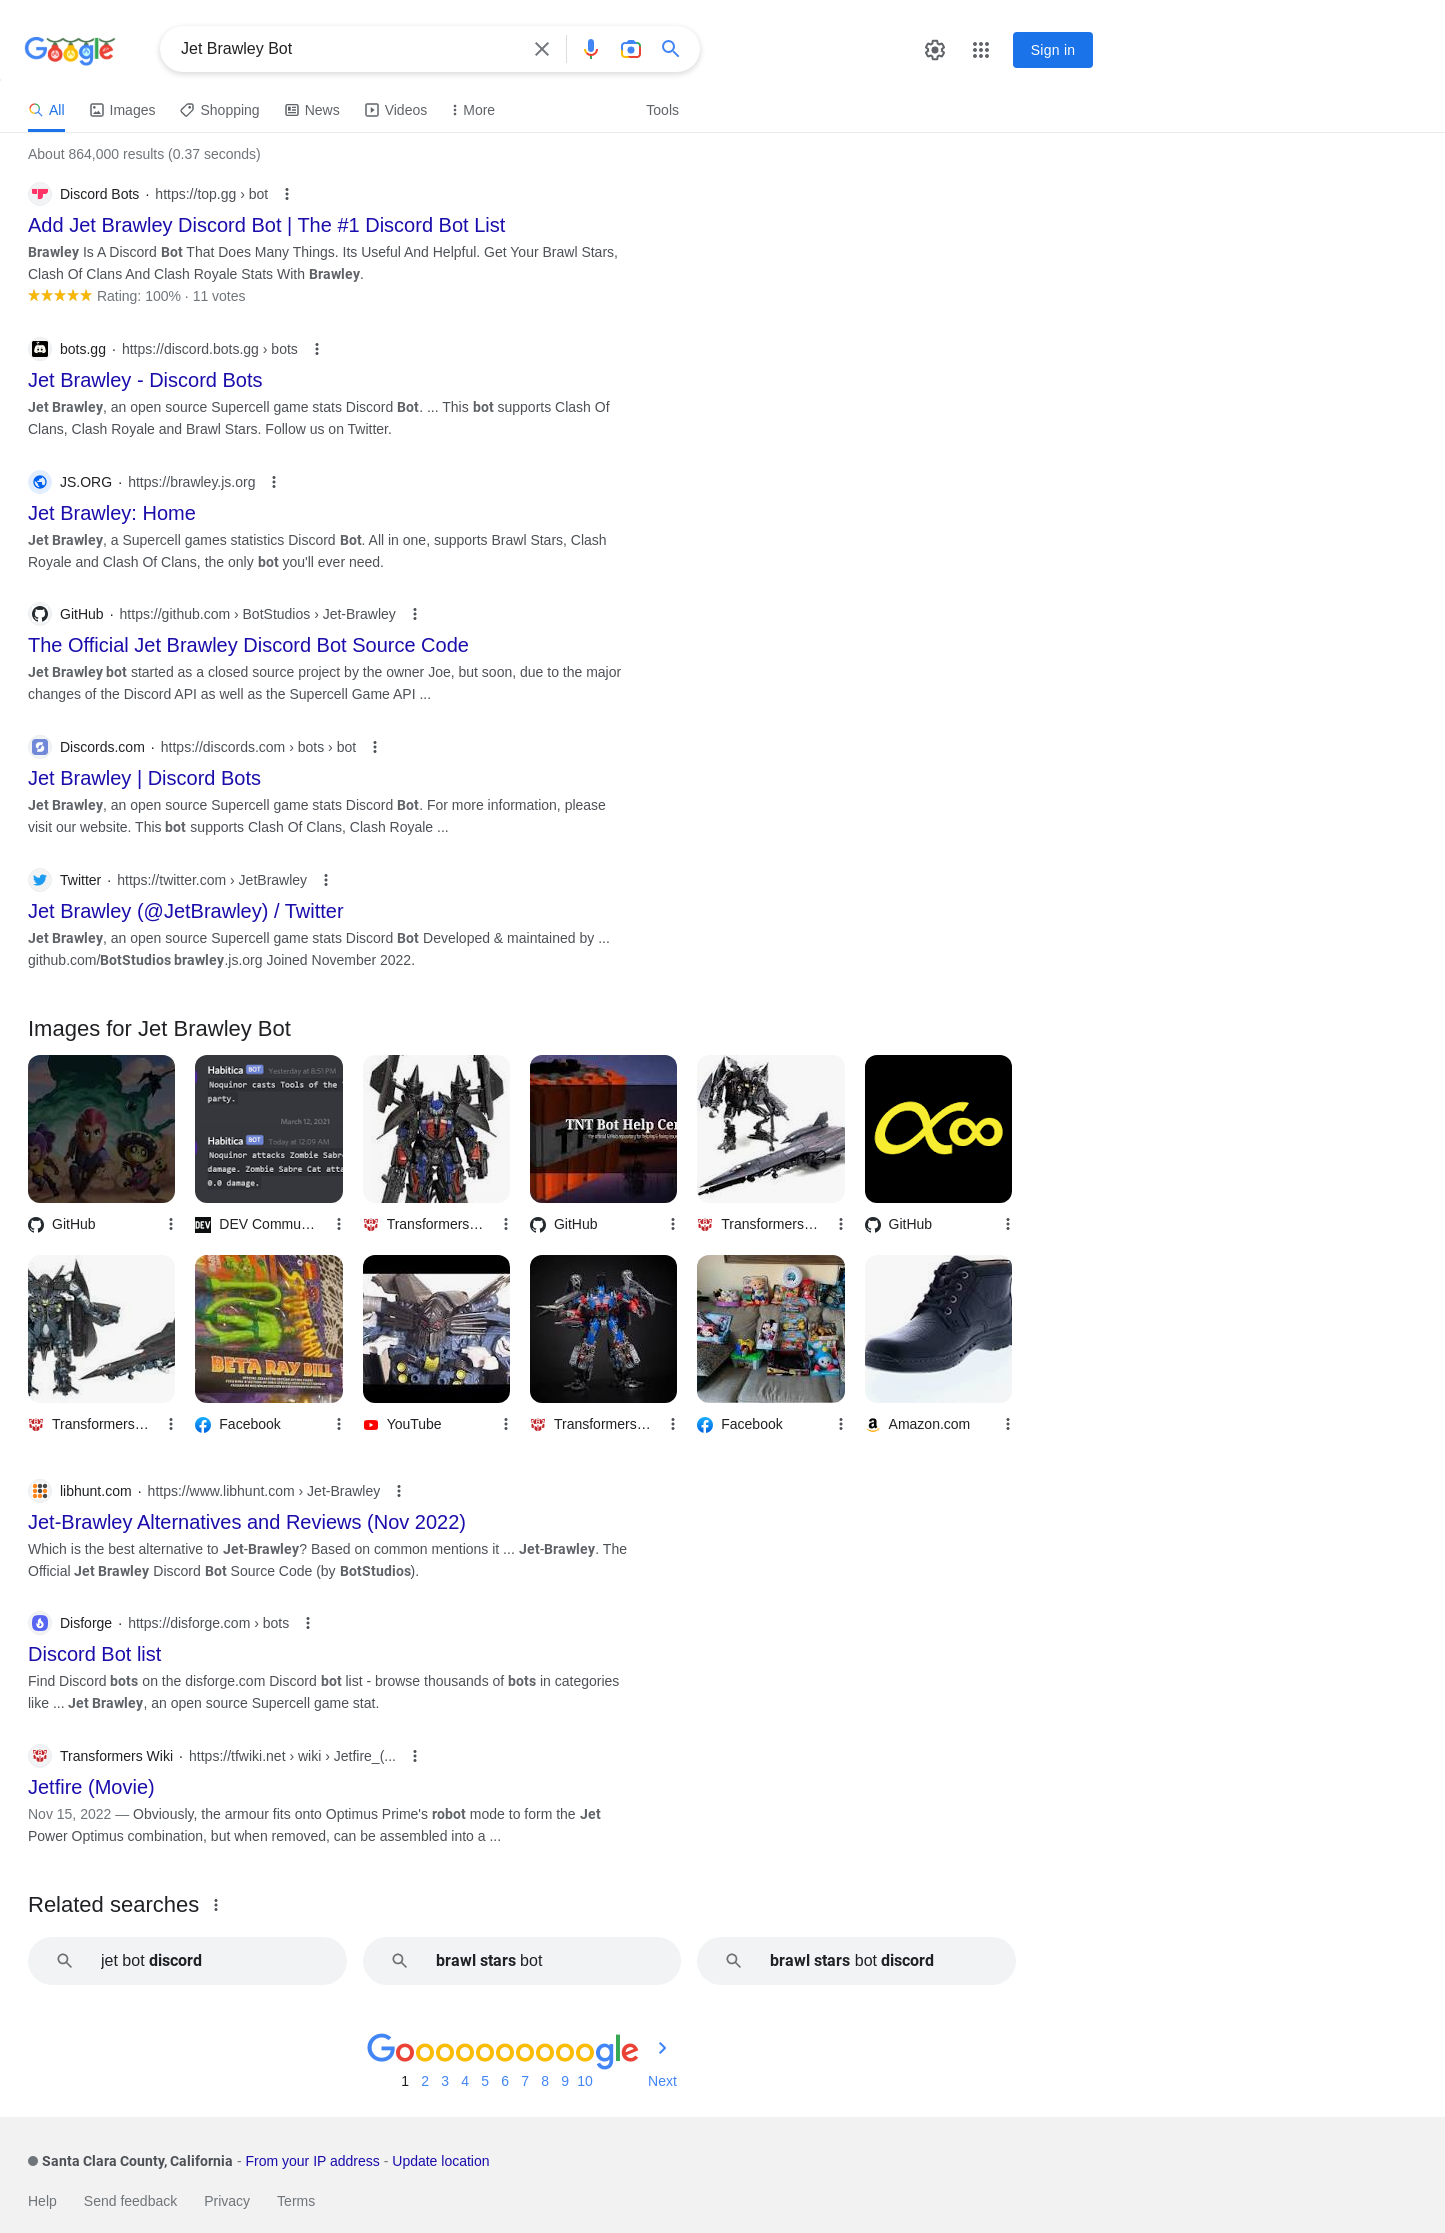 Google
Jet Brawley Bot
Sign in
All
Images
Shopping
News
Videos
More
Tools
About 864,000 results (0.37 seconds)
Discord Bots · https://top.gg › bot
Add Jet Brawley Discord Bot | The #1 Discord Bot List
Brawley Is A Discord Bot That Does Many Things. Its Useful And Helpful. Get Your Brawl Stars,
Clash Of Clans And Clash Royale Stats With Brawley.
Rating: 100% · 11 votes
bots.gg · https://discord.bots.gg › bots
Jet Brawley - Discord Bots
Jet Brawley, an open source Supercell game stats Discord Bot. ... This bot supports Clash Of
Clans, Clash Royale and Brawl Stars. Follow us on Twitter.
JS.ORG · https://brawley.js.org
Jet Brawley: Home
Jet Brawley, a Supercell games statistics Discord Bot. All in one, supports Brawl Stars, Clash
Royale and Clash Of Clans, the only bot you'll ever need.
GitHub · https://github.com › BotStudios › Jet-Brawley
The Official Jet Brawley Discord Bot Source Code
Jet Brawley bot started as a closed source project by the owner Joe, but soon, due to the major
changes of the Discord API as well as the Supercell Game API ...
Discords.com · https://discords.com › bots › bot
Jet Brawley | Discord Bots
Jet Brawley, an open source Supercell game stats Discord Bot. For more information, please
visit our website. This bot supports Clash Of Clans, Clash Royale ...
Twitter · https://twitter.com › JetBrawley
Jet Brawley (@JetBrawley) / Twitter
Jet Brawley, an open source Supercell game stats Discord Bot Developed & maintained by ...
github.com/BotStudios brawley.js.org Joined November 2022.
Images for Jet Brawley Bot
Habitica BOT Yesterday at 8:51 PM
Noquinor casts Tools of the
party.
March 12, 2021
Habitica BOT Today at 12:09 AM
Noquinor attacks Zombie Sabr
damage. Zombie Sabre Cat atta
0.0 damage.
TNT Bot Help Cen
GitHub
DEV
DEV Commu...
Transformers...
GitHub
Transformers...
GitHub
BETA RAY BILL
Transformers...
Facebook
YouTube
Transformers...
Facebook
Amazon.com
libhunt.com · https://www.libhunt.com › Jet-Brawley
Jet-Brawley Alternatives and Reviews (Nov 2022)
Which is the best alternative to Jet-Brawley? Based on common mentions it ... Jet-Brawley. The
Official Jet Brawley Discord Bot Source Code (by BotStudios).
Disforge · https://disforge.com › bots
Discord Bot list
Find Discord bots on the disforge.com Discord bot list - browse thousands of bots in categories
like ... Jet Brawley, an open source Supercell game stat.
Transformers Wiki · https://tfwiki.net › wiki › Jetfire_(...
Jetfire (Movie)
Nov 15, 2022 — Obviously, the armour fits onto Optimus Prime's robot mode to form the Jet
Power Optimus combination, but when removed, can be assembled into a ...
Related searches
jet bot discord
brawl stars bot
brawl stars bot discord
Goooooooooogle
1 2 3 4 5 6 7 8 9 10 Next
Santa Clara County, California - From your IP address - Update location
Help Send feedback Privacy Terms